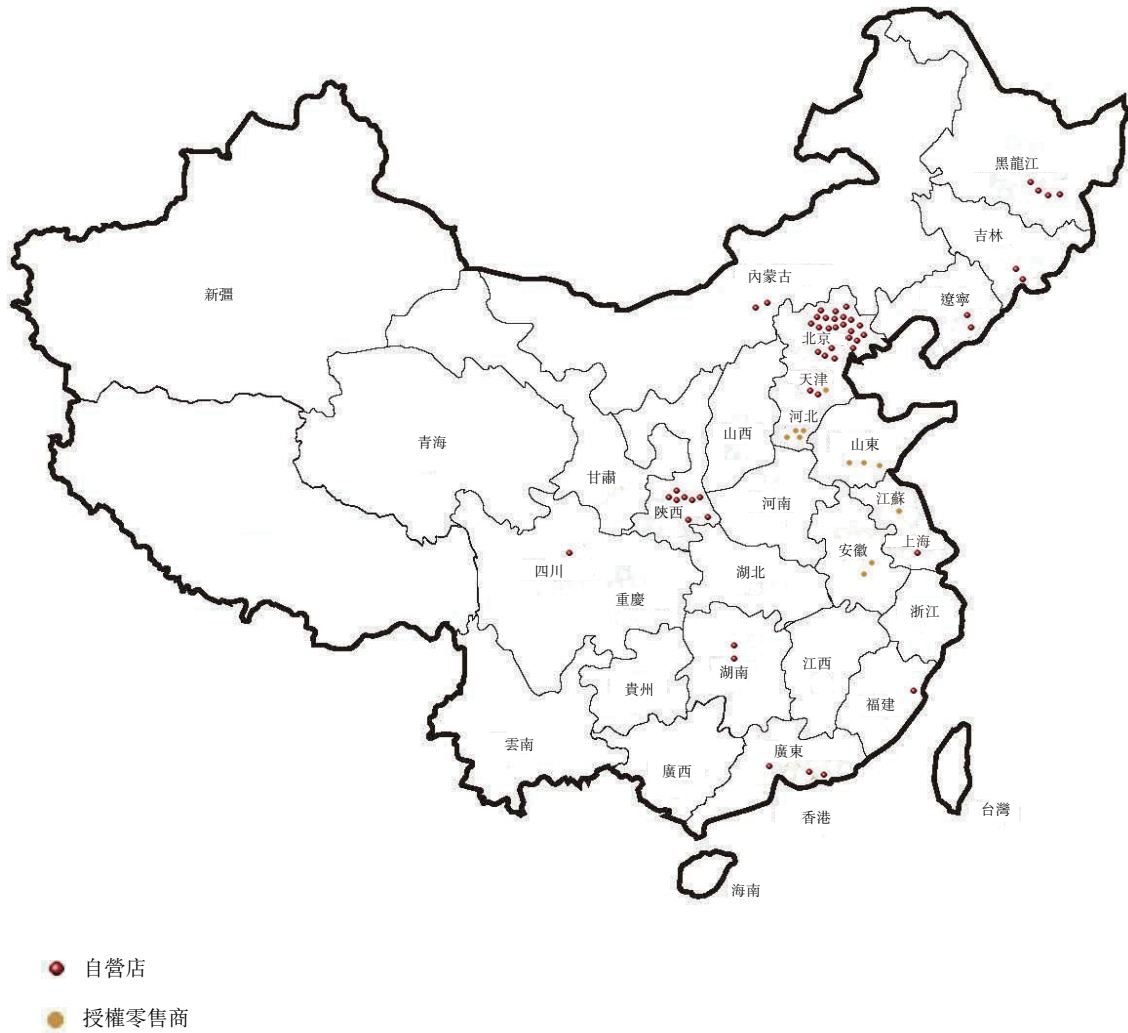 黑龍江
吉林
內蒙古
遼寧
新疆
北京
天津
河北
山西
山東
青海
甘肅
陝西
河南
江蘇
上海
安徽
四川
湖北
重慶
浙江
江西
湖南
貴州
福建
雲南
廣東
廣西
香港
台灣
海南
自營店
授權零售商